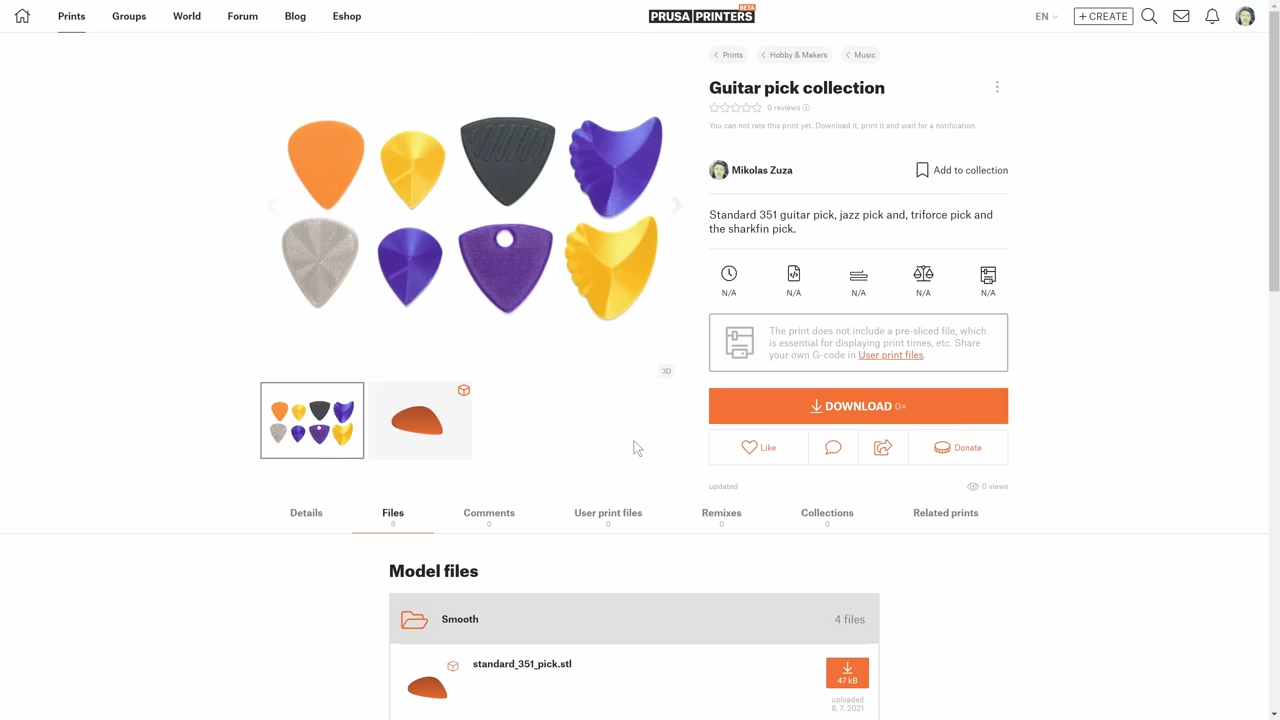 Prints Groups World Forum Blog Eshop
PRUSA PRINTERS BETA
EN + CREATE
Prints Hobby & Makers Music
Guitar pick collection
0 reviews
You can not rate this print yet. Download it, print it and wait for a notification.
Mikolas Zuza
Add to collection
Standard 351 guitar pick, jazz pick and, triforce pick and
the sharkfin pick.
N/A N/A N/A N/A N/A
The print does not include a pre-sliced file, which
is essential for displaying print times, etc. Share
your own G-code in User print files.
3D
DOWNLOAD 0×
Like Donate
updated 0 views
Details Files Comments User print files Remixes Collections Related prints
8 0 0 0 0
Model files
Smooth 4 files
standard_351_pick.stl
47 kB
uploaded
8. 7. 2021